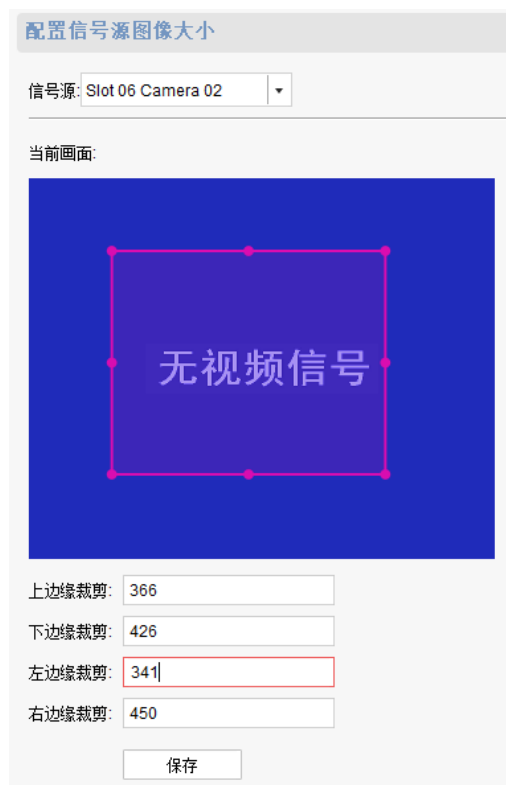 配置信号源图像大小
信号源: Slot 06 Camera 02
当前画面:
无视频信号
上边缘裁剪: 366
下边缘裁剪: 426
左边缘裁剪: 341
右边缘裁剪: 450
保存